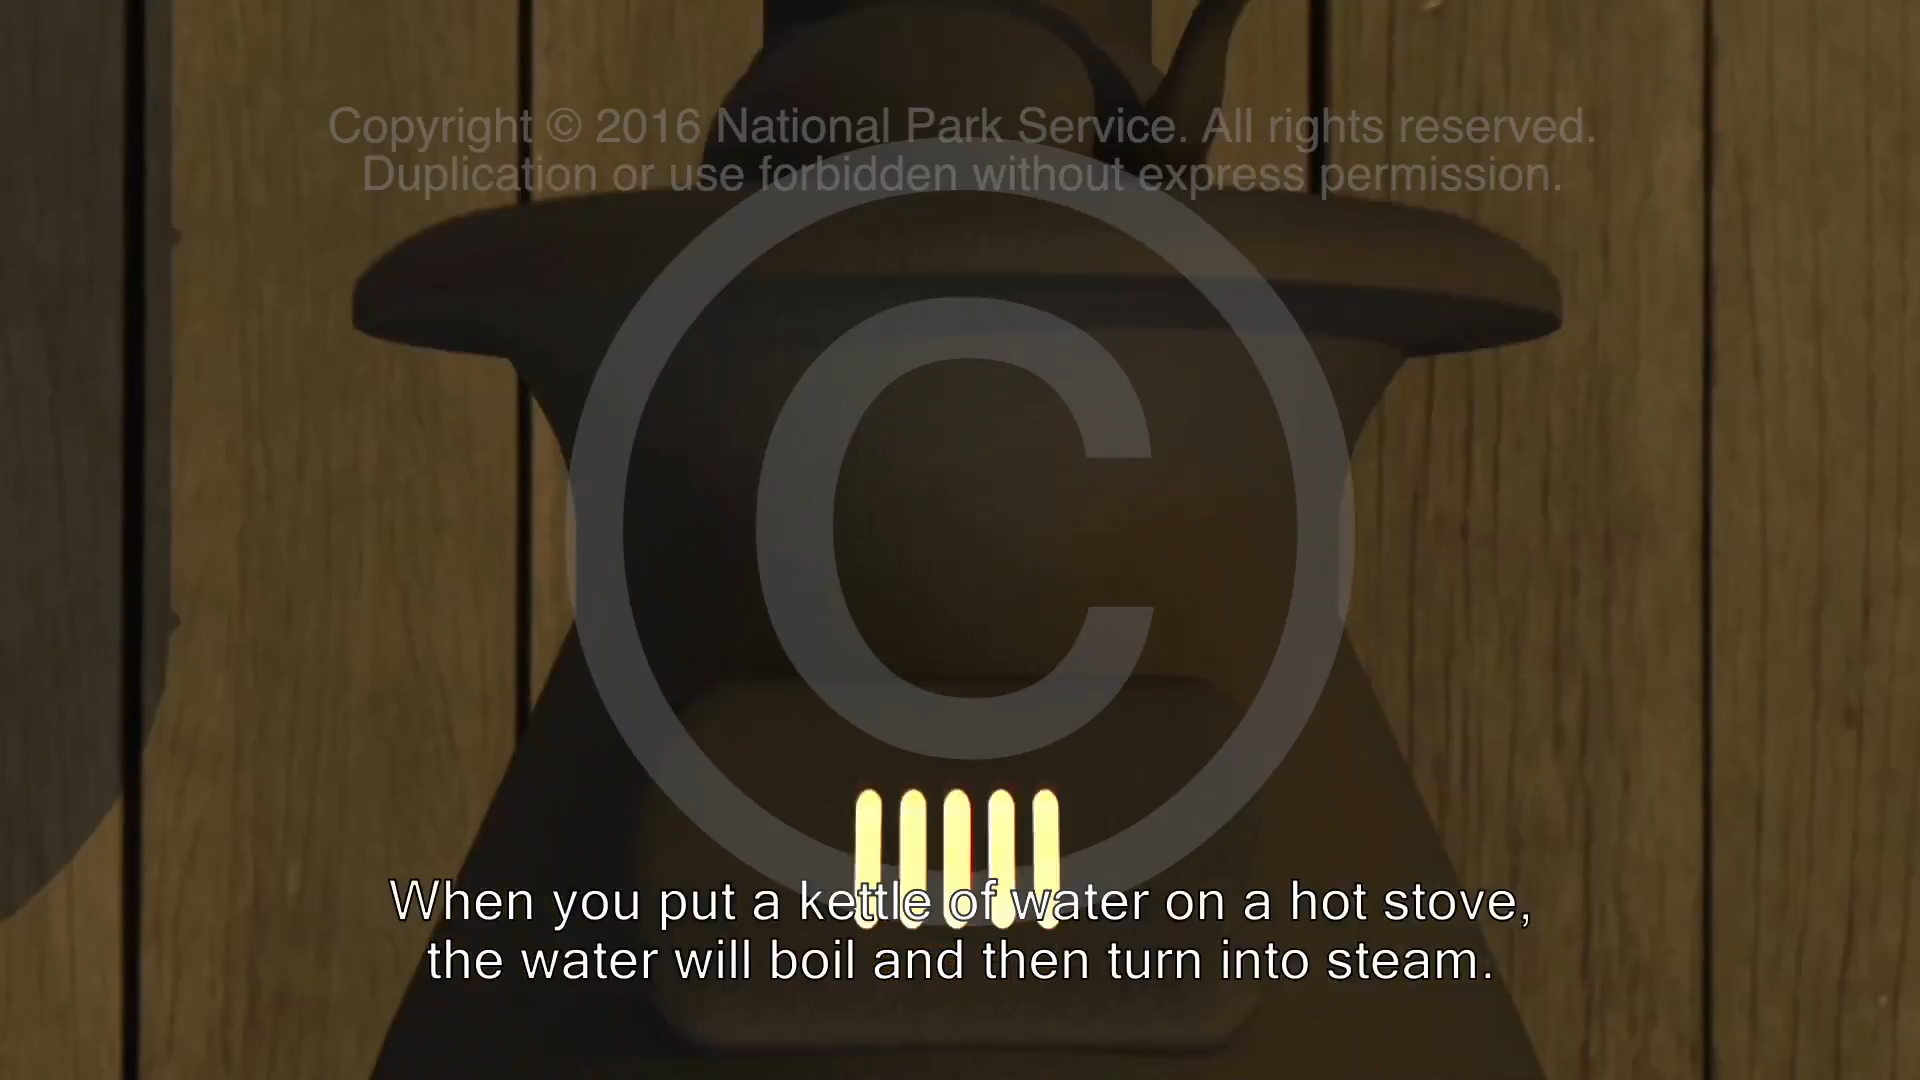 Copyright © 2016 National Park Service. All rights reserved.
Duplication or use forbidden without express permission.
©
When you put a kettle of water on a hot stove,
the water will boil and then turn into steam.